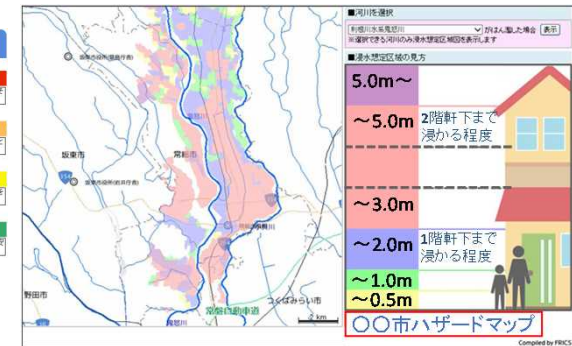 ■河川を選択
利根川水系鬼怒川 がはん濫した場合 表示
※選択できる河川のみ浸水想定区域図を表示します
■浸水想定区域の見方
5.0m～
～5.0m
2階軒下まで
浸かる程度
～3.0m
～2.0m
1階軒下まで
浸かる程度
～1.0m
～0.5m
〇〇市ハザードマップ
Compiled by FRICS
坂東市
常総市
野田市
つくばみらい市
常磐自動車道
2 km